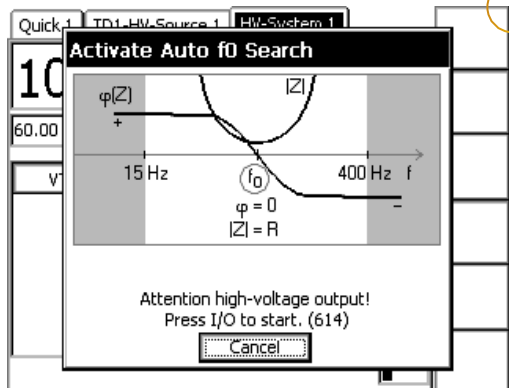 Quick 1
TD1-HV-Source 1
HV-System 1
Activate Auto f0 Search
10
60.00
φ(Z)
|Z|
+
15 Hz
f0
400 Hz
f
φ = 0
|Z| = R
−
Attention high-voltage output!
Press I/O to start. (614)
Cancel